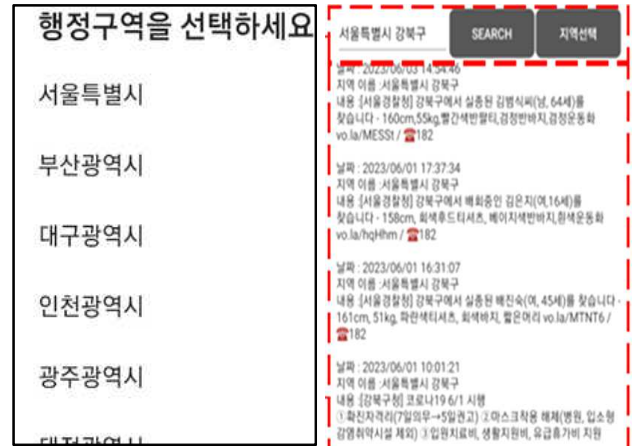 행정구역을 선택하세요
서울특별시
부산광역시
대구광역시
인천광역시
광주광역시
대전광역시
서울특별시 강북구
SEARCH
지역선택
날짜 : 2023/06/03 14:54:46
지역 이름 :서울특별시 강북구
내용 :[서울경찰청] 강북구에서 실종된 김범식씨(남, 64세)를
찾습니다 - 160cm,55kg,빨간색반팔티,검정반바지,검정운동화
vo.la/MESSt / ☎182
날짜 : 2023/06/01 17:37:34
지역 이름 :서울특별시 강북구
내용 :[서울경찰청] 강북구에서 배회중인 김은지(여,16세)를
찾습니다 - 158cm, 회색후드티셔츠, 베이지색반바지,흰색운동화
vo.la/hqHhm / ☎182
날짜 : 2023/06/01 16:31:07
지역 이름 :서울특별시 강북구
내용 :[서울경찰청] 강북구에서 실종된 배진숙(여, 45세)를 찾습니다 -
161cm, 51kg, 파란색티셔츠, 회색바지, 짧은머리 vo.la/MTNT6 /
☎182
날짜 : 2023/06/01 10:01:21
지역 이름 :서울특별시 강북구
내용 :[강북구청] 코로나19 6/1 시행
①확진자격리(7일의무→5일권고) ②마스크착용 해제(병원, 입소형
감염취약시설 제외) ③입원치료비, 생활지원비, 유급휴가비 지원